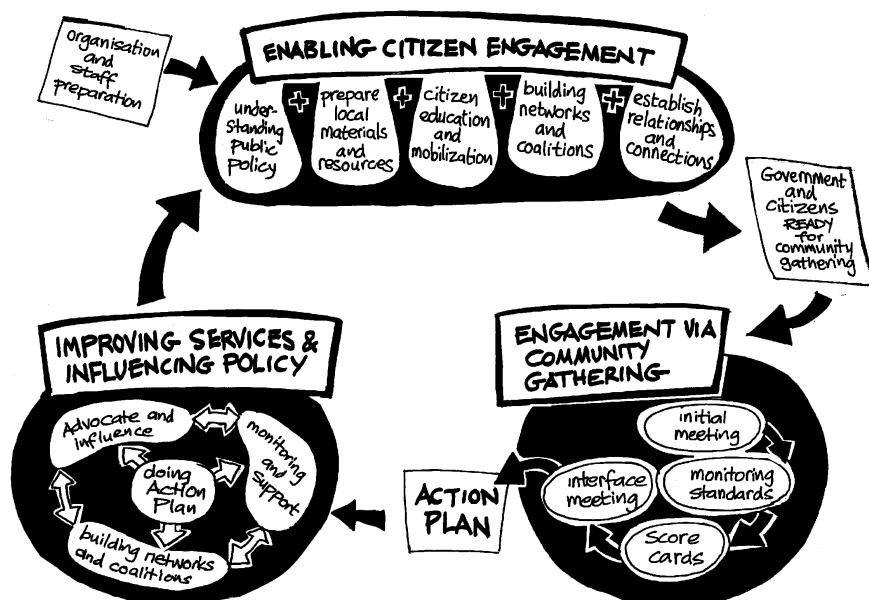 organisation
and
staff
preparation
ENABLING CITIZEN ENGAGEMENT
under-
standing
public
policy
+
prepare
local
materials
and
resources
+
citizen
education
and
mobilization
+
building
networks
and
coalitions
+
establish
relationships
and
connections
Government
and
citizens
READY
for
community
gathering
ENGAGEMENT VIA
COMMUNITY
GATHERING
initial
meeting
monitoring
standards
Score
cards
interface
meeting
ACTION
PLAN
IMPROVING SERVICES &
INFLUENCING POLICY
Advocate and
influence
monitoring
and
Support
doing
Action
Plan
building networks
and coalitions